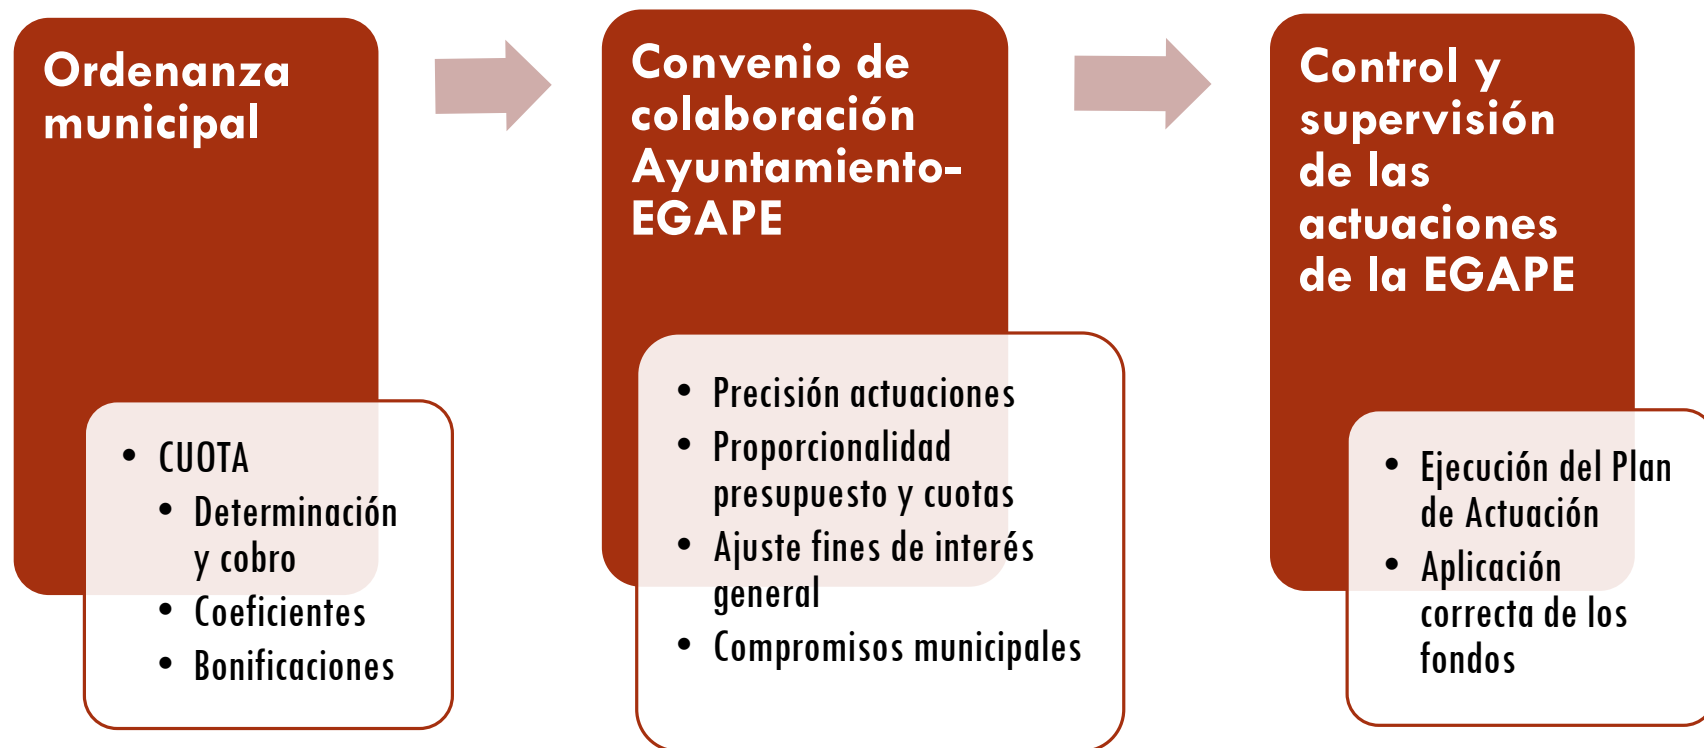 Ordenanza
municipal
• CUOTA
• Determinación
y cobro
• Coeficientes
• Bonificaciones
Convenio de
colaboración
Ayuntamiento-
EGAPE
• Precisión actuaciones
• Proporcionalidad
presupuesto y cuotas
• Ajuste fines de interés
general
• Compromisos municipales
Control y
supervisión
de las
actuaciones
de la EGAPE
• Ejecución del Plan
de Actuación
• Aplicación
correcta de los
fondos